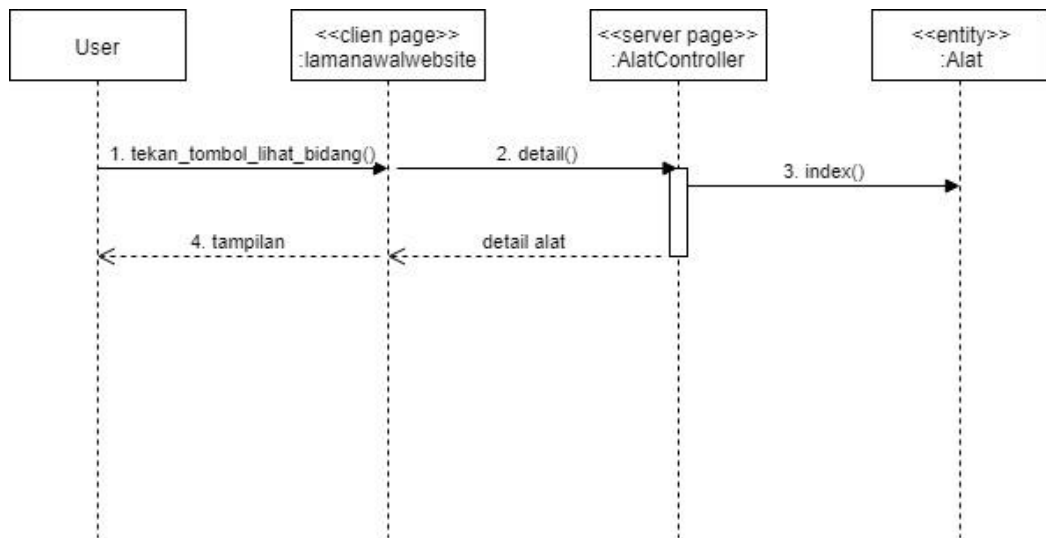 User
<<clien page>>
:lamanawalwebsite
<<server page>>
:AlatController
<<entity>>
:Alat
1. tekan_tombol_lihat_bidang()
2. detail()
3. index()
4. tampilan
detail alat